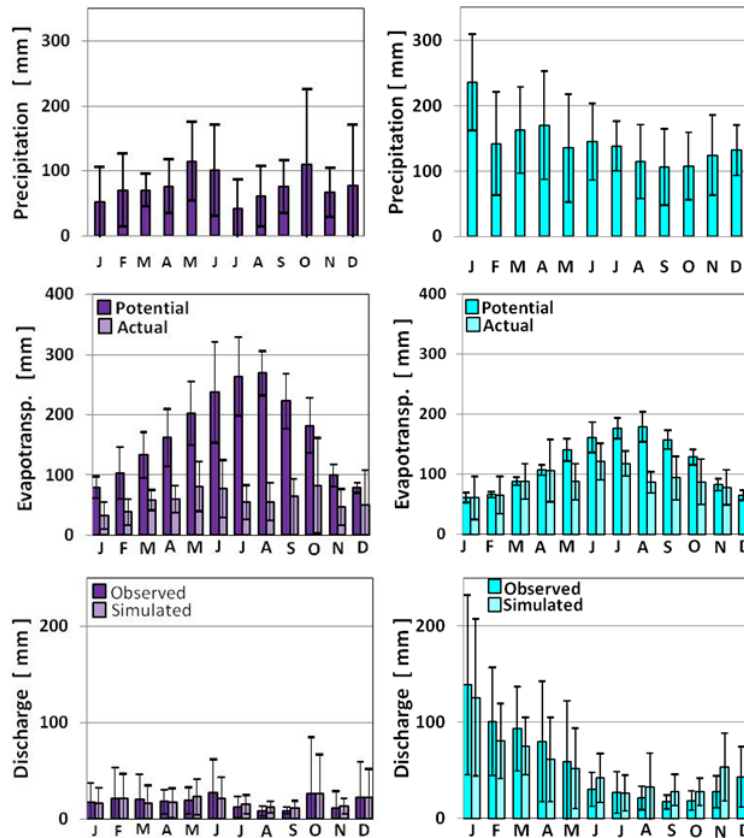 Precipitation [ mm ]
300
200
100
0
J F M A M J J A S O N D
Precipitation [ mm ]
300
200
100
0
J F M A M J J A S O N D
Evapotransp. [ mm ]
400
300
200
100
0
Potential
Actual
J F M A M J J A S O N D
Evapotransp. [ mm ]
400
300
200
100
0
Potential
Actual
J F M A M J J A S O N D
Discharge [ mm ]
200
100
0
Observed
Simulated
J F M A M J J A S O N D
Discharge [ mm ]
200
100
0
Observed
Simulated
J F M A M J J A S O N D